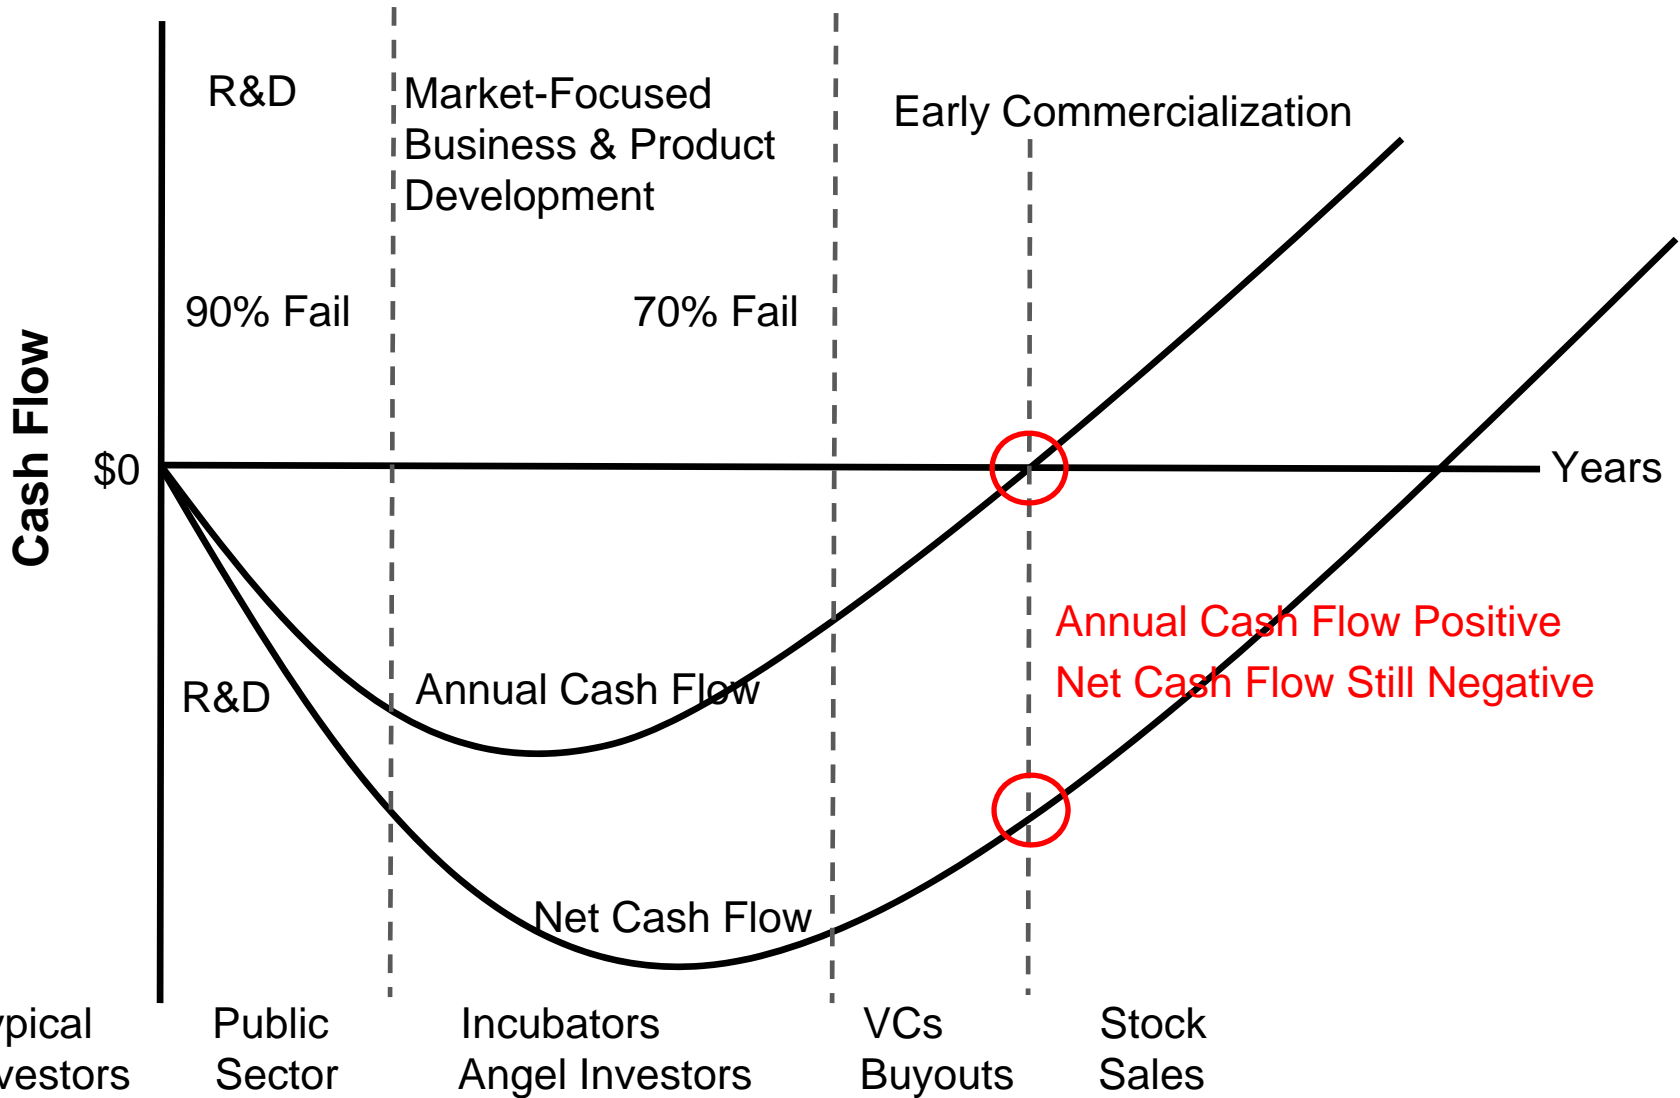 R&D
Market-Focused
Business & Product
Development
Early Commercialization
90% Fail
70% Fail
Cash Flow
$0
Years
Annual Cash Flow Positive
Net Cash Flow Still Negative
R&D
Annual Cash Flow
Net Cash Flow
ypical
vestors
Public
Sector
Incubators
Angel Investors
VCs
Buyouts
Stock
Sales